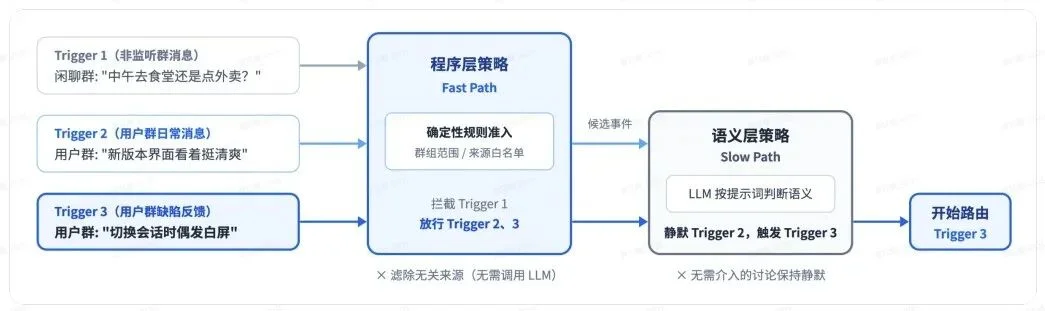 Trigger 1（非监听群消息）
闲聊群: "中午去食堂还是点外卖？"
Trigger 2（用户群日常消息）
用户群: "新版本界面看着挺清爽"
Trigger 3（用户群缺陷反馈）
用户群: "切换会话时偶发白屏"
程序层策略
Fast Path
确定性规则准入
群组范围 / 来源白名单
拦截 Trigger 1
放行 Trigger 2、3
× 滤除无关来源（无需调用 LLM）
候选事件
语义层策略
Slow Path
LLM 按提示词判断语义
静默 Trigger 2，触发 Trigger 3
× 无需介入的讨论保持静默
开始路由
Trigger 3